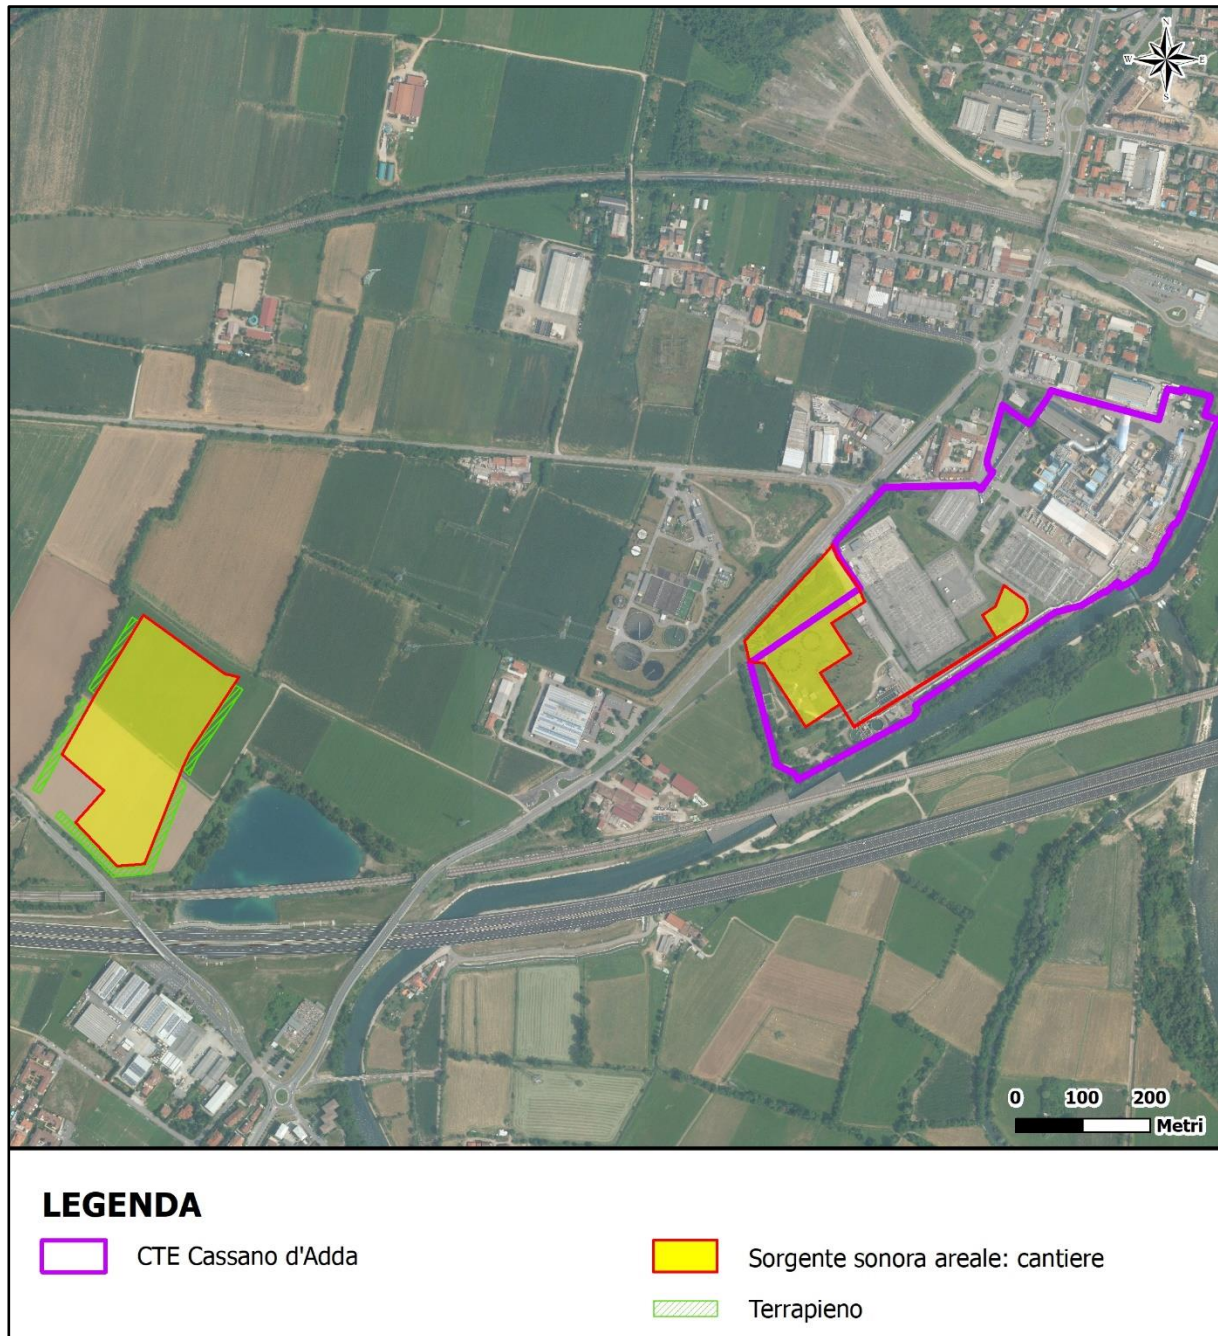 N
W E
S
0 100 200
Metri
LEGENDA
CTE Cassano d'Adda
Sorgente sonora areale: cantiere
Terrapieno